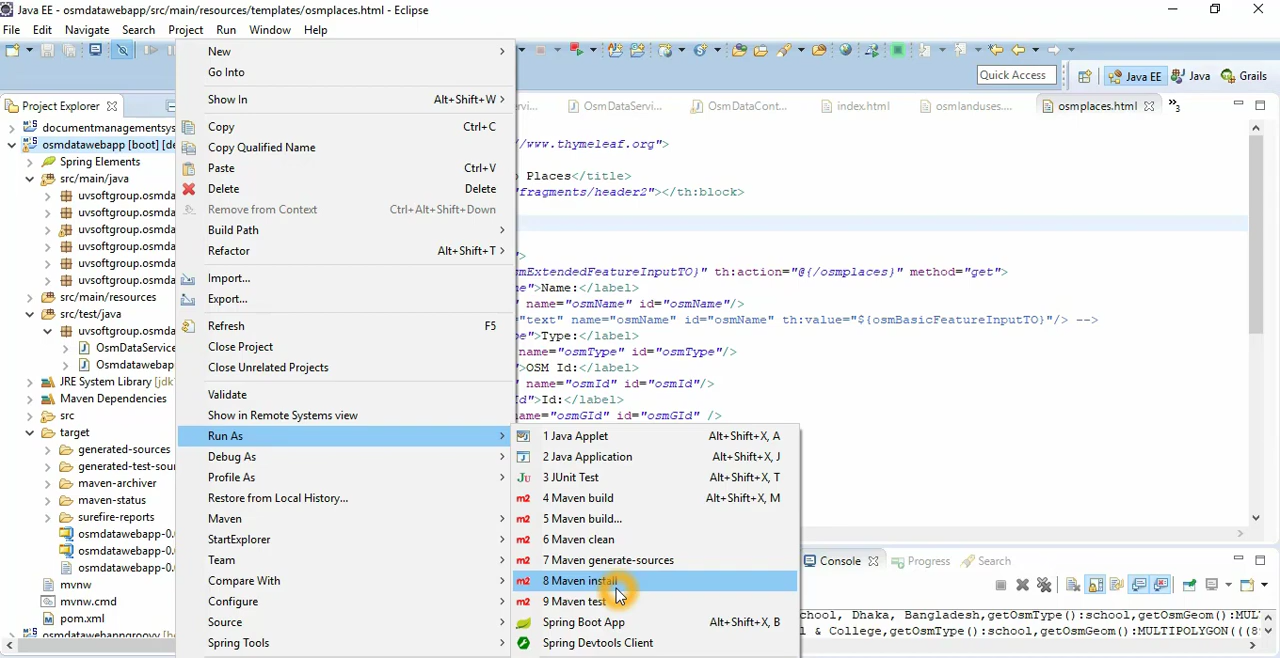 Java EE - osmdatawebapp/src/main/resources/templates/osmplaces.html - Eclipse
File Edit Navigate Search Project Run Window Help
Quick Access Java EE Java Grails
Project Explorer
documentmanagementsys
osmdatawebapp [boot] [de
Spring Elements
src/main/java
uvsoftgroup.osmda
uvsoftgroup.osmda
uvsoftgroup.osmda
uvsoftgroup.osmda
uvsoftgroup.osmda
uvsoftgroup.osmda
src/main/resources
src/test/java
uvsoftgroup.osmda
OsmDataService
Osmdatawebap
JRE System Library [jdk
Maven Dependencies
src
target
generated-sources
generated-test-sou
maven-archiver
maven-status
surefire-reports
osmdatawebapp-0.
osmdatawebapp-0.
osmdatawebapp-0.
mvnw
mvnw.cmd
pom.xml
osmdatawebappngroovy [boot]
New
Go Into
Show In Alt+Shift+W
Copy Ctrl+C
Copy Qualified Name
Paste Ctrl+V
Delete Delete
Remove from Context Ctrl+Alt+Shift+Down
Build Path
Refactor Alt+Shift+T
Import...
Export...
Refresh F5
Close Project
Close Unrelated Projects
Validate
Show in Remote Systems view
Run As
Debug As
Profile As
Restore from Local History...
Maven
StartExplorer
Team
Compare With
Configure
Source
Spring Tools
1 Java Applet Alt+Shift+X, A
2 Java Application Alt+Shift+X, J
3 JUnit Test Alt+Shift+X, T
4 Maven build Alt+Shift+X, M
5 Maven build...
6 Maven clean
7 Maven generate-sources
8 Maven install
9 Maven test
Spring Boot App Alt+Shift+X, B
Spring Devtools Client
rvi... OsmDataServi... OsmDataCont... index.html osmlanduses.... osmplaces.html »3
//www.thymeleaf.org">
Places</title>
"fragments/header2"></th:block>
">
mExtendedFeatureInputTO}" th:action="@{/osmplaces}" method="get">
e">Name:</label>
name="osmName" id="osmName"/>
="text" name="osmName" id="osmName" th:value="${osmBasicFeatureInputTO}"/> -->
pe">Type:</label>
name="osmType" id="osmType"/>
">OSM Id:</label>
name="osmId" id="osmId"/>
Id">Id:</label>
ame="osmGId" id="osmGId" />
Console Progress Search
chool, Dhaka, Bangladesh,getOsmType():school,getOsmGeom():MUL
l & College,getOsmType():school,getOsmGeom():MULTIPOLYGON(((8